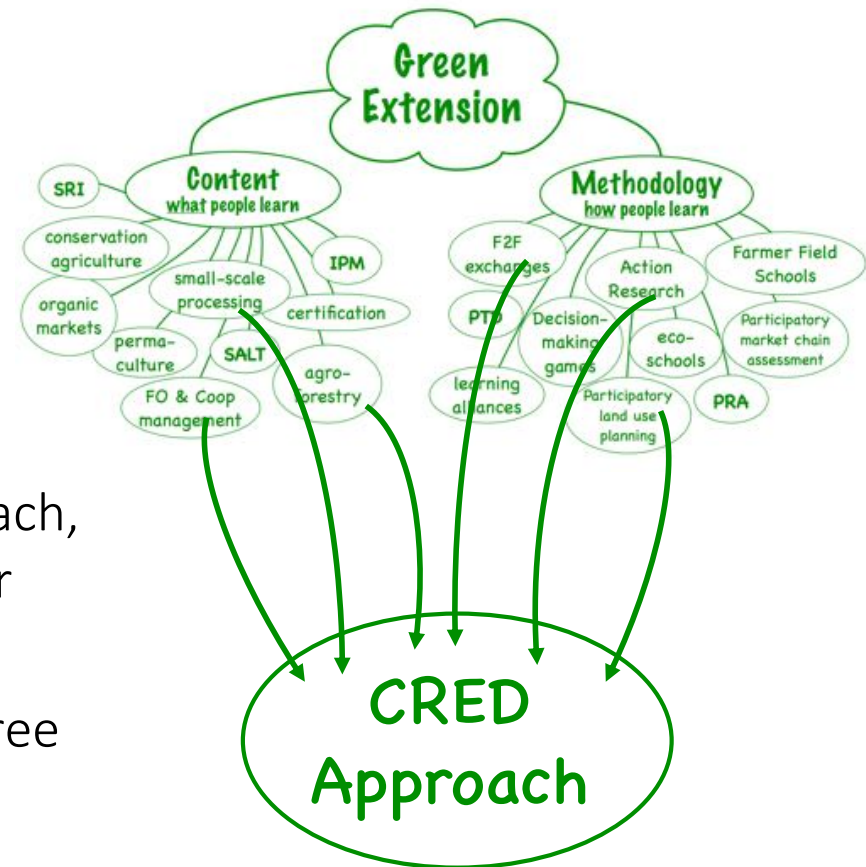 Green
Extension
Content
what people learn
Methodology
how people learn
SRI
conservation
agriculture
organic
markets
small-scale
processing
IPM
certification
perma-
culture
SALT
agro-
forestry
FO & Coop
management
F2F
exchanges
PTD
Decision-
making
games
learning
alliances
Action
Research
eco-
schools
Participatory
land use
planning
PRA
Farmer Field
Schools
Participatory
market chain
assessment
ach,
r
ree
CRED
Approach